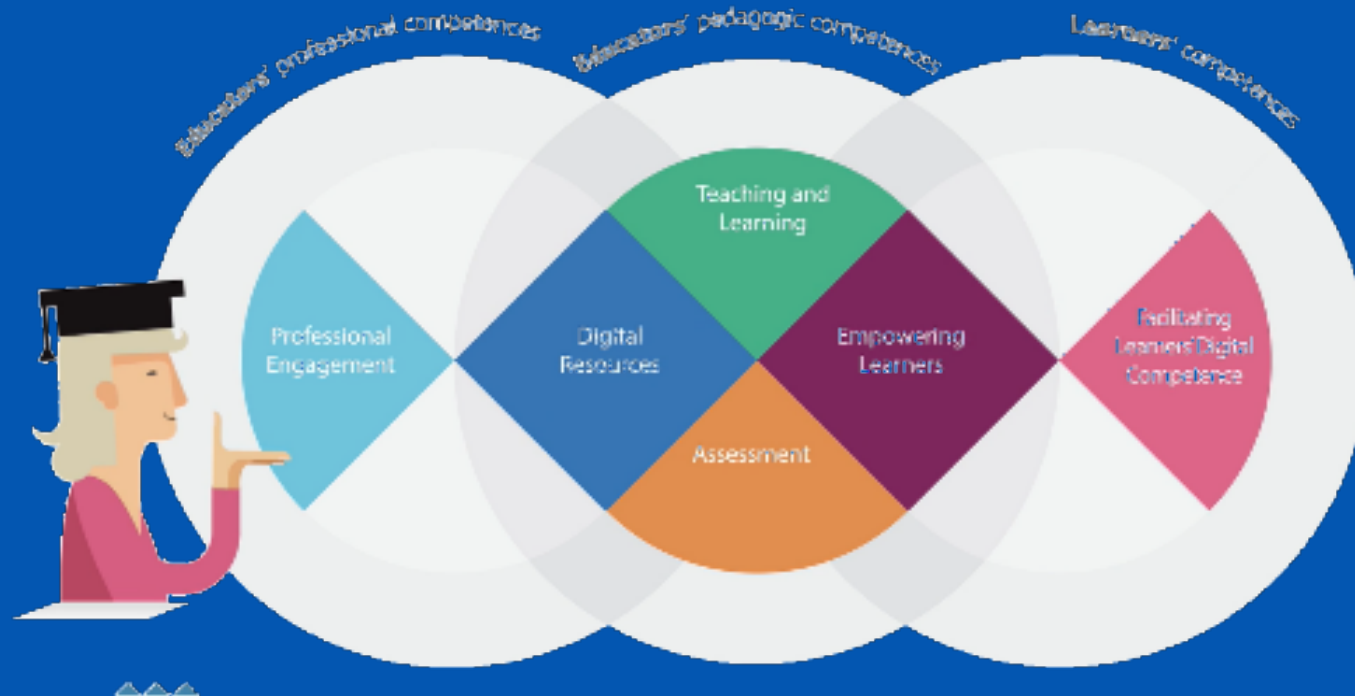 Educators' professional competences
Educators' pedagogic competences
Learners' competences
Teaching and
Learning
Professional
Engagement
Digital
Resources
Empowering
Learners
Facilitating
Learners'Digital
Competence
Assessment